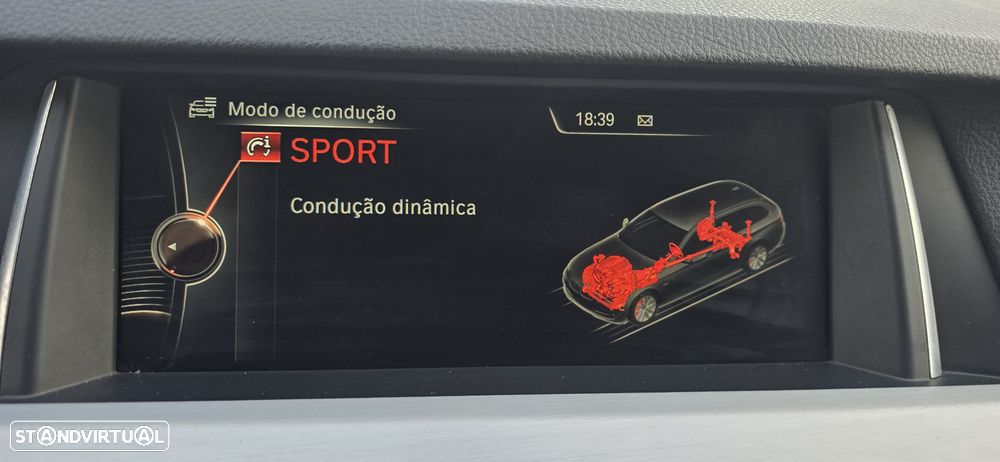 Modo de condução
18:39
SPORT
Condução dinâmica
STANDVIRTUAL